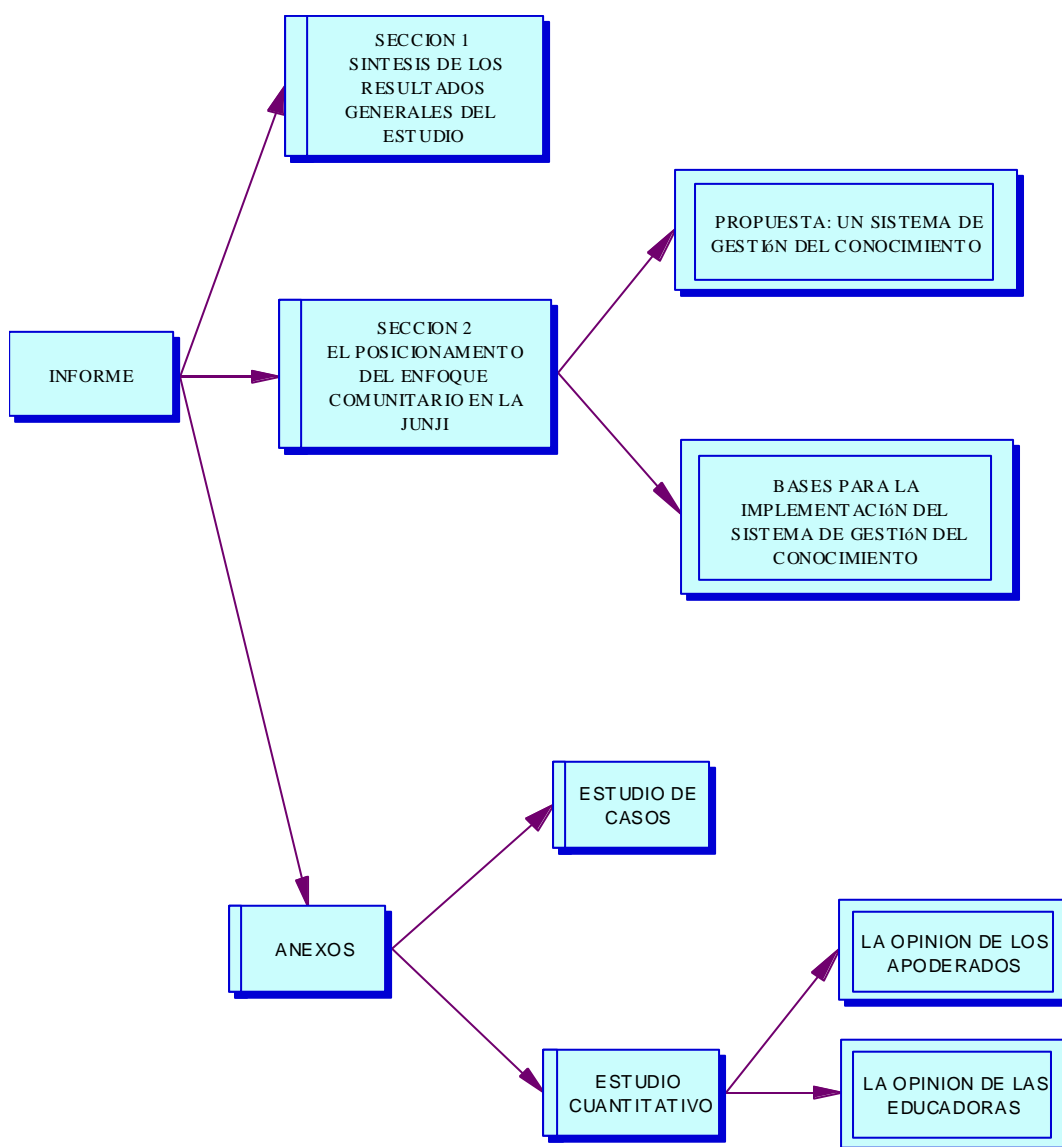 SECCION 1
SINTESIS DE LOS
RESULTADOS
GENERALES DEL
ESTUDIO
PROPUESTA: UN SISTEMA DE
GESTIóN DEL CONOCIMIENTO
INFORME
SECCION 2
EL POSICIONAMENTO
DEL ENFOQUE
COMUNITARIO EN LA
JUNJI
BASES PARA LA
IMPLEMENTACIóN DEL
SISTEMA DE GESTIóN DEL
CONOCIMIENTO
ESTUDIO DE
CASOS
ANEXOS
LA OPINION DE LOS
APODERADOS
ESTUDIO
CUANTITATIVO
LA OPINION DE LAS
EDUCADORAS